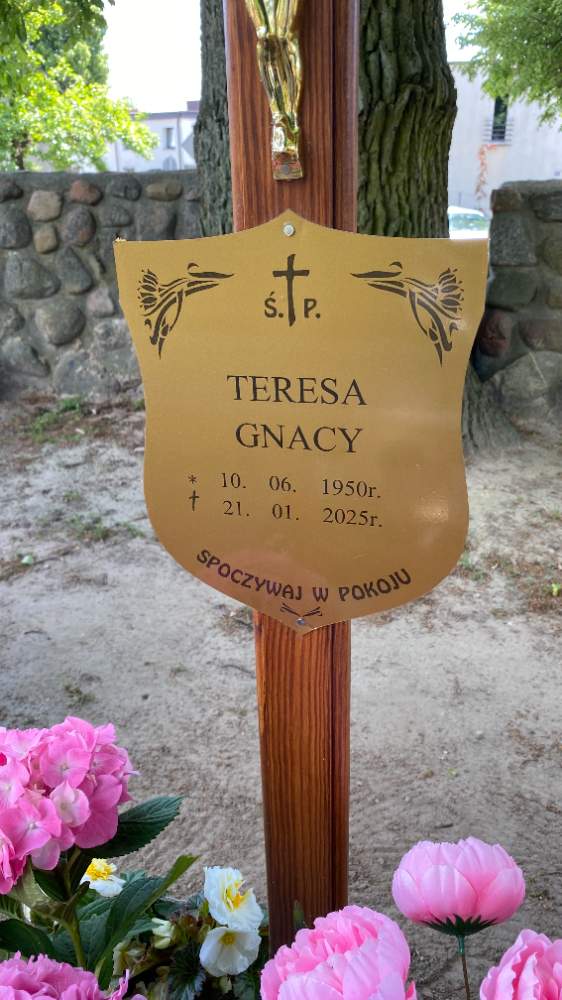 Ś. P.
TERESA
GNACY
* 10. 06. 1950r.
† 21. 01. 2025r.
SPOCZYWAJ W POKOJU